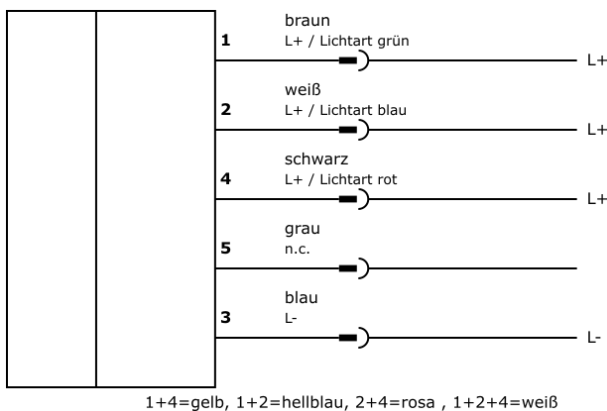 braun
1 L+ / Lichtart grün L+
weiß
2 L+ / Lichtart blau L+
schwarz
4 L+ / Lichtart rot L+
grau
5 n.c.
blau
3 L- L-
1+4=gelb, 1+2=hellblau, 2+4=rosa , 1+2+4=weiß